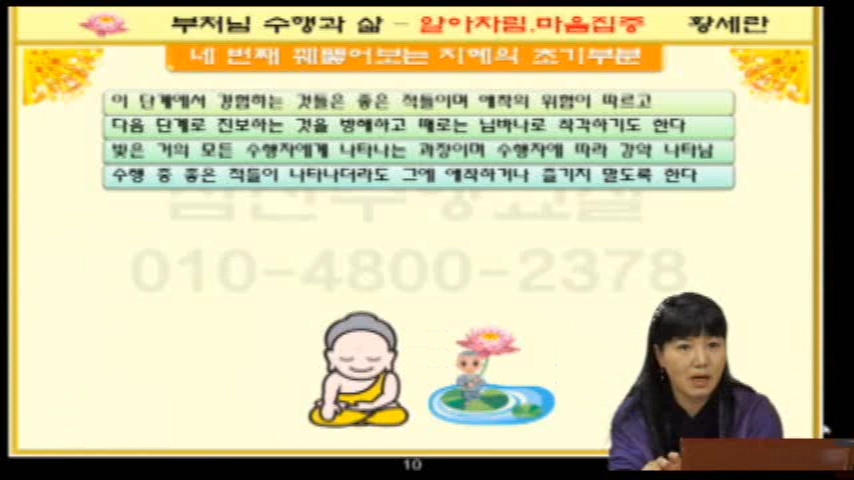 부처님 수행과 삶 - 알아차림,마음집중 황세란
네 번째 꿰뚫어보는 지혜의 초기부분
이 단계에서 경험하는 것들은 좋은 적들이며 애착의 위험이 따르고
다음 단계로 진보하는 것을 방해하고 때로는 닙바나로 착각하기도 한다
빛은 거의 모든 수행자에게 나타나는 과정이며 수행자에 따라 강약 나타남
수행 중 좋은 적들이 나타나더라도 그에 애착하거나 즐기지 말도록 한다
010-4800-2378
10